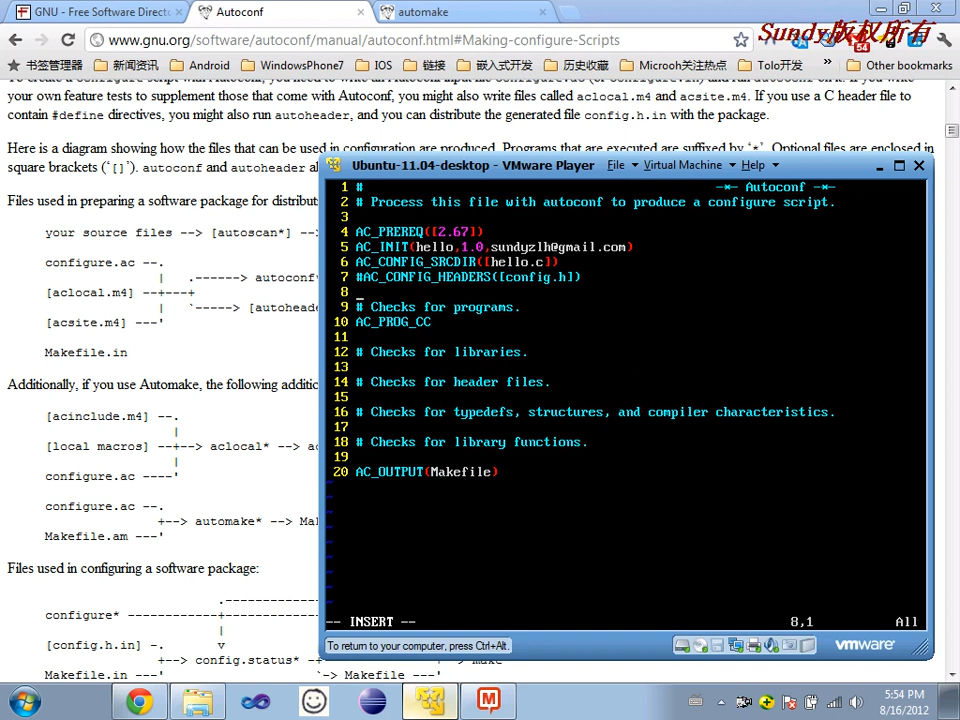 GNU - Free Software Direct
Autoconf
automake
Sundy版权所有
www.gnu.org/software/autoconf/manual/autoconf.html#Making-configure-Scripts
书签管理器
新闻资讯
Android
WindowsPhone7
IOS
链接
嵌入式开发
历史收藏
Microsh关注热点
Tolo开发
»
Other bookmarks
your own feature tests to supplement those that come with Autoconf, you might also write files called aclocal.m4 and acsite.m4. If you use a C header file to
contain #define directives, you might also run autoheader, and you can distribute the generated file config.h.in with the package.
Here is a diagram showing how the files that can be used in configuration are produced. Programs that are executed are suffixed by ‘*’. Optional files are enclosed in
square brackets (‘[]’). autoconf and autoheader al
Files used in preparing a software package for distribut
your source files --> [autoscan*] --
configure.ac --.
| .------> autoconf
[aclocal.m4] --+---+
| `-----> [autohead
[acsite.m4] ---'
Makefile.in
Additionally, if you use Automake, the following additio
[acinclude.m4] --.
|
[local macros] --+--> aclocal* --> ac
|
configure.ac ----'
configure.ac --.
+--> automake* --> Ma
Makefile.am ---'
Files used in configuring a software package:
.-------------
configure* ------------+-------------
|
[config.h.in] -. v
+--> config.status* -+ +--> make
Makefile.in ---' `-> Makefile ---'
Ubuntu-11.04-desktop - VMware Player File Virtual Machine Help
1 # -*- Autoconf -*-
2 # Process this file with autoconf to produce a configure script.
3
4 AC_PREREQ([2.67])
5 AC_INIT(hello,1.0,sundyzlh@gmail.com)
6 AC_CONFIG_SRCDIR([hello.c])
7 #AC_CONFIG_HEADERS([config.h])
8
9 # Checks for programs.
10 AC_PROG_CC
11
12 # Checks for libraries.
13
14 # Checks for header files.
15
16 # Checks for typedefs, structures, and compiler characteristics.
17
18 # Checks for library functions.
19
20 AC_OUTPUT(Makefile)
~
~
~
~
~
~
~
~
~
-- INSERT -- 8,1 All
To return to your computer, press Ctrl+Alt.
vmware
54
5:54 PM
8/16/2012